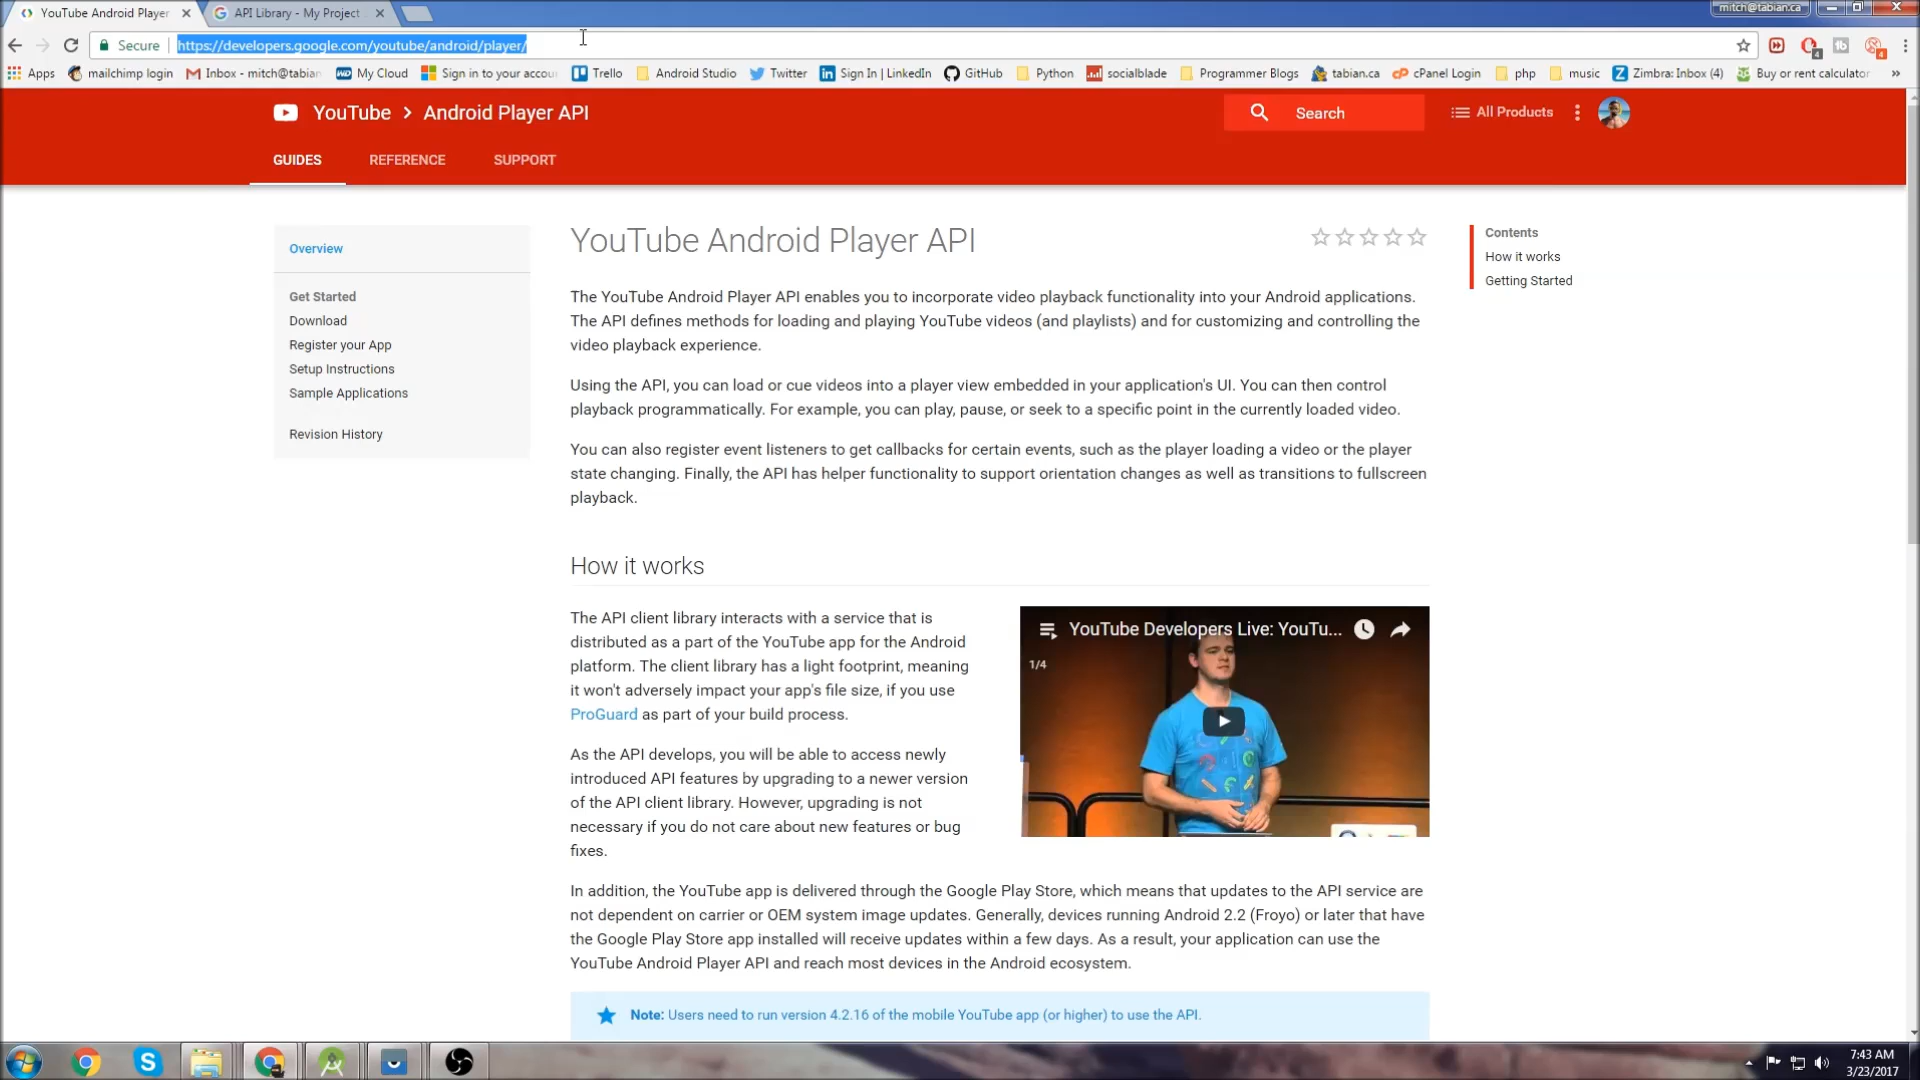 YouTube Android Player
API Library - My Project
mitch@tabian.ca
Secure
https://developers.google.com/youtube/android/player/
Apps
mailchimp login
Inbox - mitch@tabian
My Cloud
Sign in to your accou
Trello
Android Studio
Twitter
Sign In | LinkedIn
GitHub
Python
socialblade
Programmer Blogs
tabian.ca
cPanel Login
php
music
Zimbra: Inbox (4)
Buy or rent calculator
»
YouTube > Android Player API
Search
All Products
GUIDES
REFERENCE
SUPPORT
Overview
Get Started
Download
Register your App
Setup Instructions
Sample Applications
Revision History
YouTube Android Player API
The YouTube Android Player API enables you to incorporate video playback functionality into your Android applications.
The API defines methods for loading and playing YouTube videos (and playlists) and for customizing and controlling the
video playback experience.
Using the API, you can load or cue videos into a player view embedded in your application's UI. You can then control
playback programmatically. For example, you can play, pause, or seek to a specific point in the currently loaded video.
You can also register event listeners to get callbacks for certain events, such as the player loading a video or the player
state changing. Finally, the API has helper functionality to support orientation changes as well as transitions to fullscreen
playback.
How it works
The API client library interacts with a service that is
distributed as a part of the YouTube app for the Android
platform. The client library has a light footprint, meaning
it won't adversely impact your app's file size, if you use
ProGuard as part of your build process.
As the API develops, you will be able to access newly
introduced API features by upgrading to a newer version
of the API client library. However, upgrading is not
necessary if you do not care about new features or bug
fixes.
YouTube Developers Live: YouTu...
1/4
In addition, the YouTube app is delivered through the Google Play Store, which means that updates to the API service are
not dependent on carrier or OEM system image updates. Generally, devices running Android 2.2 (Froyo) or later that have
the Google Play Store app installed will receive updates within a few days. As a result, your application can use the
YouTube Android Player API and reach most devices in the Android ecosystem.
Note: Users need to run version 4.2.16 of the mobile YouTube app (or higher) to use the API.
Contents
How it works
Getting Started
7:43 AM
3/23/2017